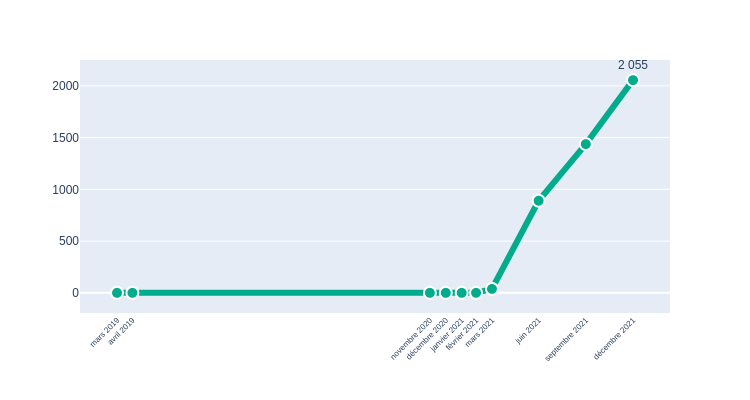 2 055
2000
1500
1000
500
0
mars 2019
avril 2019
novembre 2020
décembre 2020
janvier 2021
février 2021
mars 2021
juin 2021
septembre 2021
décembre 2021